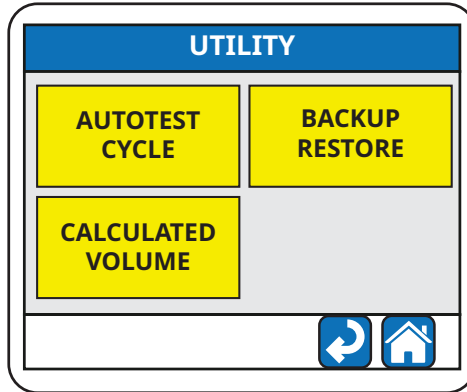 UTILITY
AUTOTEST
CYCLE
BACKUP
RESTORE
CALCULATED
VOLUME